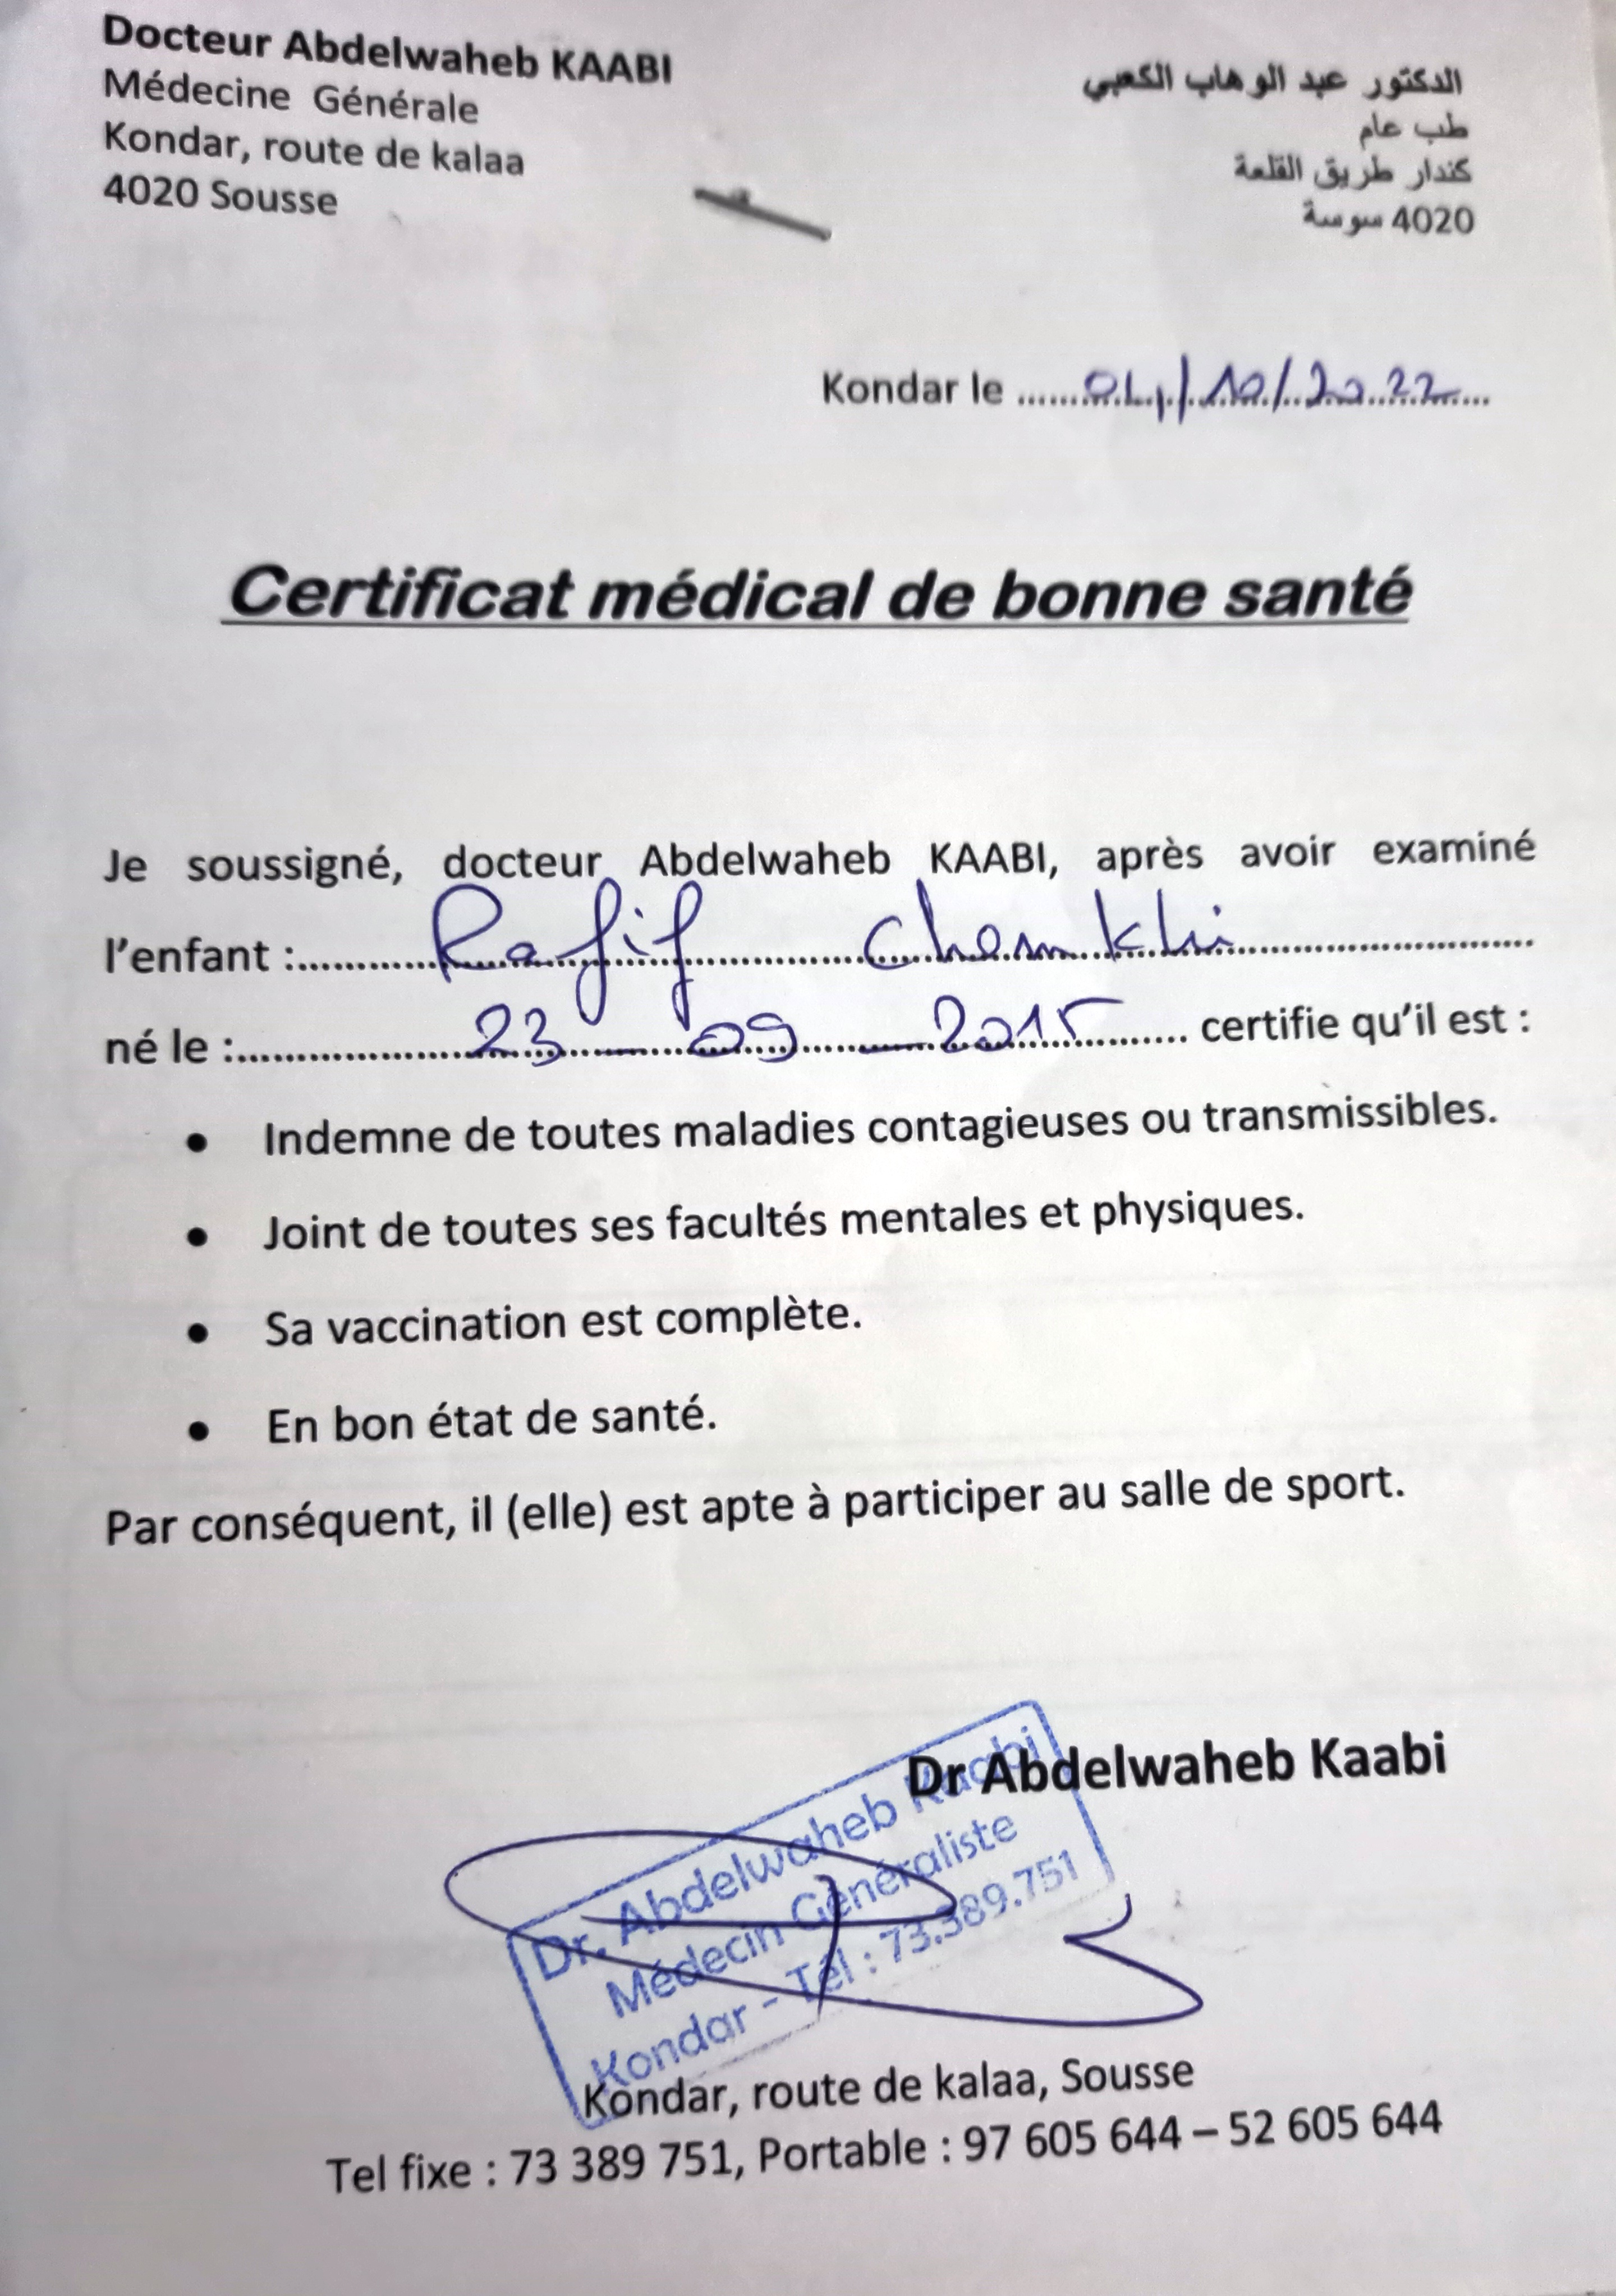 Docteur Abdelwaheb KAABI
Médecine Générale
Kondar, route de kalaa
4020 Sousse
الدكتور عبد الوهاب الكعبي
طب عام
كندار طريق القلعة
4020 سوسة
Kondar le ......04/10/2022......
Certificat médical de bonne santé
Je soussigné, docteur Abdelwaheb KAABI, après avoir examiné
l'enfant :..........Rafif Chemkhi..........
né le :..........23 _ 09 _ 2015.......... certifie qu'il est :
• Indemne de toutes maladies contagieuses ou transmissibles.
• Joint de toutes ses facultés mentales et physiques.
• Sa vaccination est complète.
• En bon état de santé.
Par conséquent, il (elle) est apte à participer au salle de sport.
Dr Abdelwaheb Kaabi
Dr. Abdelwaheb Kaabi
Médecin Généraliste
Kondar - Tél : 73.389.751
Kondar, route de kalaa, Sousse
Tel fixe : 73 389 751, Portable : 97 605 644 – 52 605 644